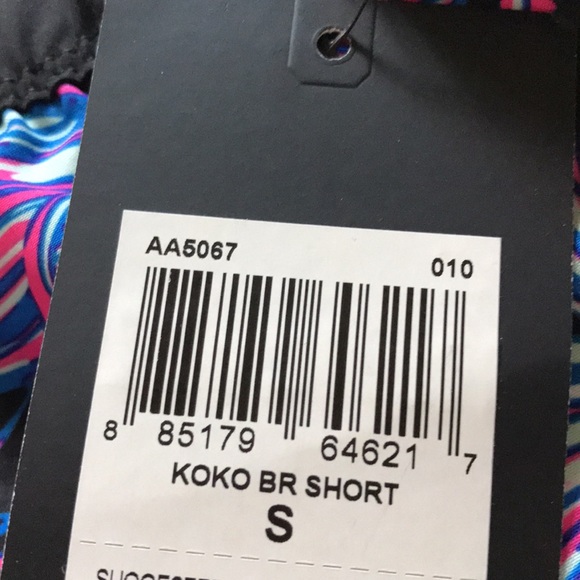 AA5067 010
8 85179 64621 7
KOKO BR SHORT
S